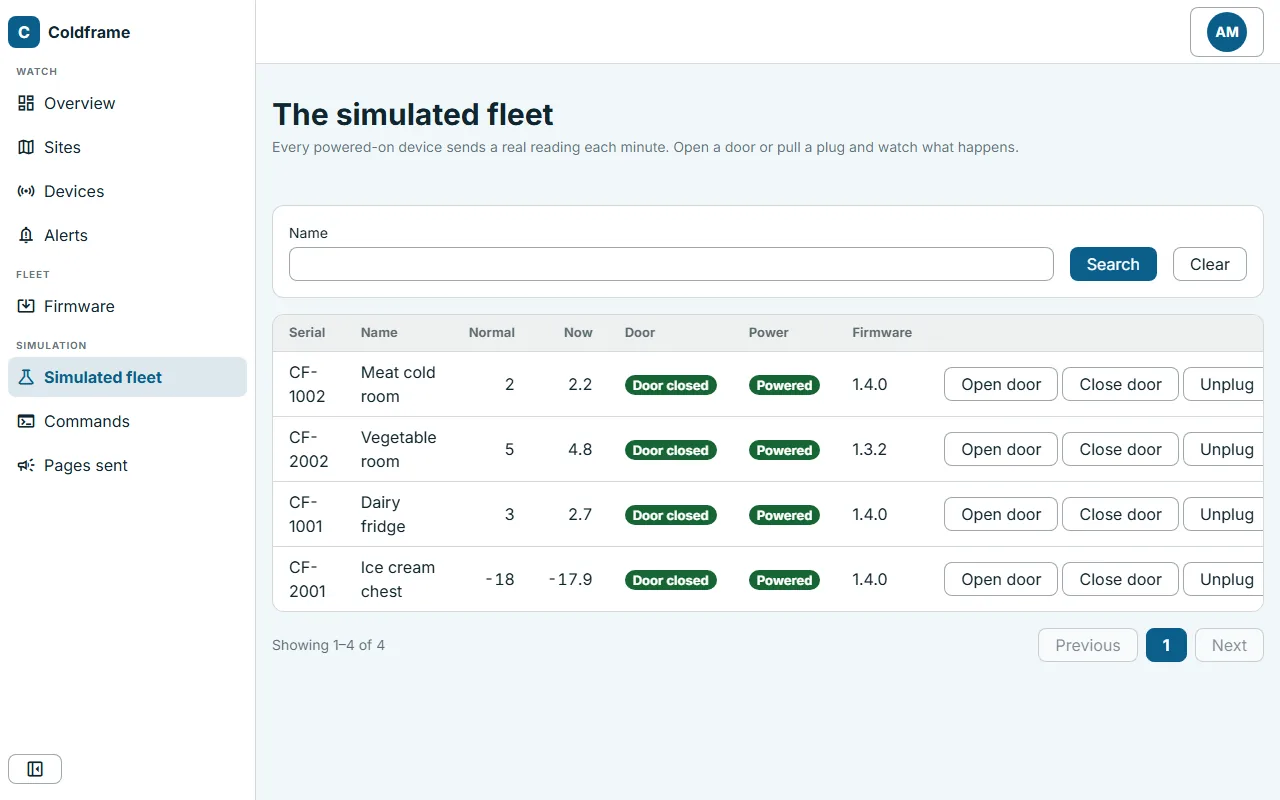 C Coldframe
AM
WATCH
Overview
Sites
Devices
Alerts
FLEET
Firmware
SIMULATION
Simulated fleet
Commands
Pages sent
The simulated fleet
Every powered-on device sends a real reading each minute. Open a door or pull a plug and watch what happens.
Name
Search Clear
Serial Name Normal Now Door Power Firmware
CF-1002 Meat cold room 2 2.2 Door closed Powered 1.4.0 Open door Close door Unplug
CF-2002 Vegetable room 5 4.8 Door closed Powered 1.3.2 Open door Close door Unplug
CF-1001 Dairy fridge 3 2.7 Door closed Powered 1.4.0 Open door Close door Unplug
CF-2001 Ice cream chest -18 -17.9 Door closed Powered 1.4.0 Open door Close door Unplug
Showing 1–4 of 4
Previous 1 Next